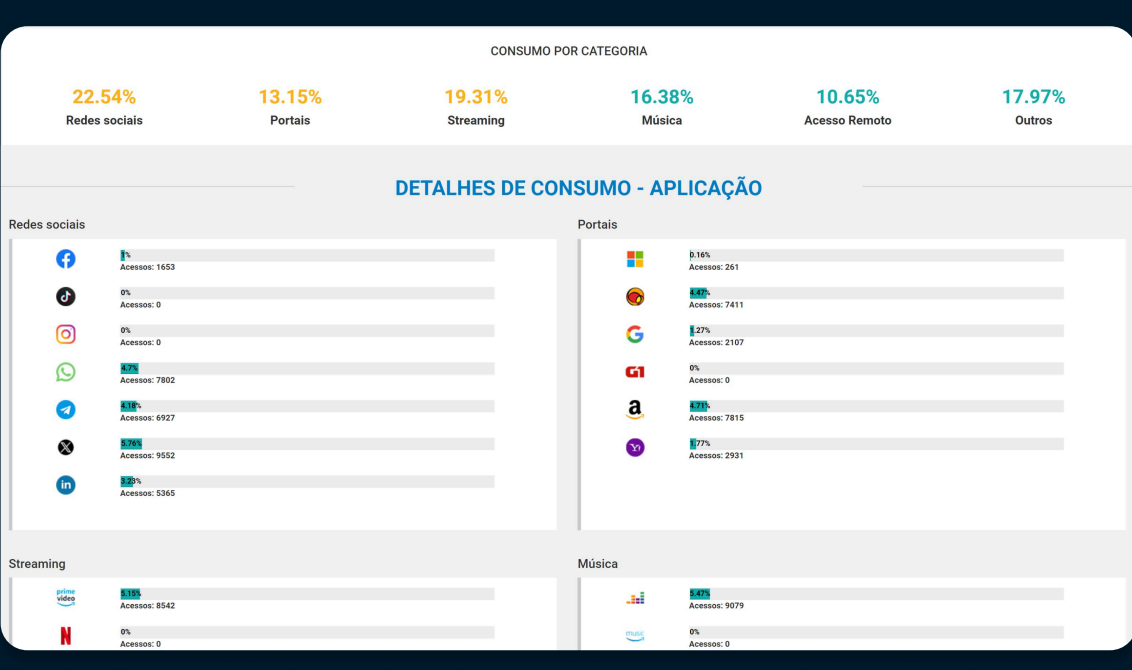 CONSUMO POR CATEGORIA
22.54% 13.15% 19.31% 16.38% 10.65% 17.97%
Redes sociais Portais Streaming Música Acesso Remoto Outros
DETALHES DE CONSUMO - APLICAÇÃO
Redes sociais
1%
Acessos: 1653
0%
Acessos: 0
0%
Acessos: 0
4.7%
Acessos: 7802
4.18%
Acessos: 6927
5.76%
Acessos: 9552
in
3.23%
Acessos: 5365
Portais
0.16%
Acessos: 261
4.47%
Acessos: 7411
G
1.27%
Acessos: 2107
G1
0%
Acessos: 0
a
4.71%
Acessos: 7815
Y!
1.77%
Acessos: 2931
Streaming
prime
video
5.15%
Acessos: 8542
N
0%
Acessos: 0
Música
5.47%
Acessos: 9079
music
0%
Acessos: 0